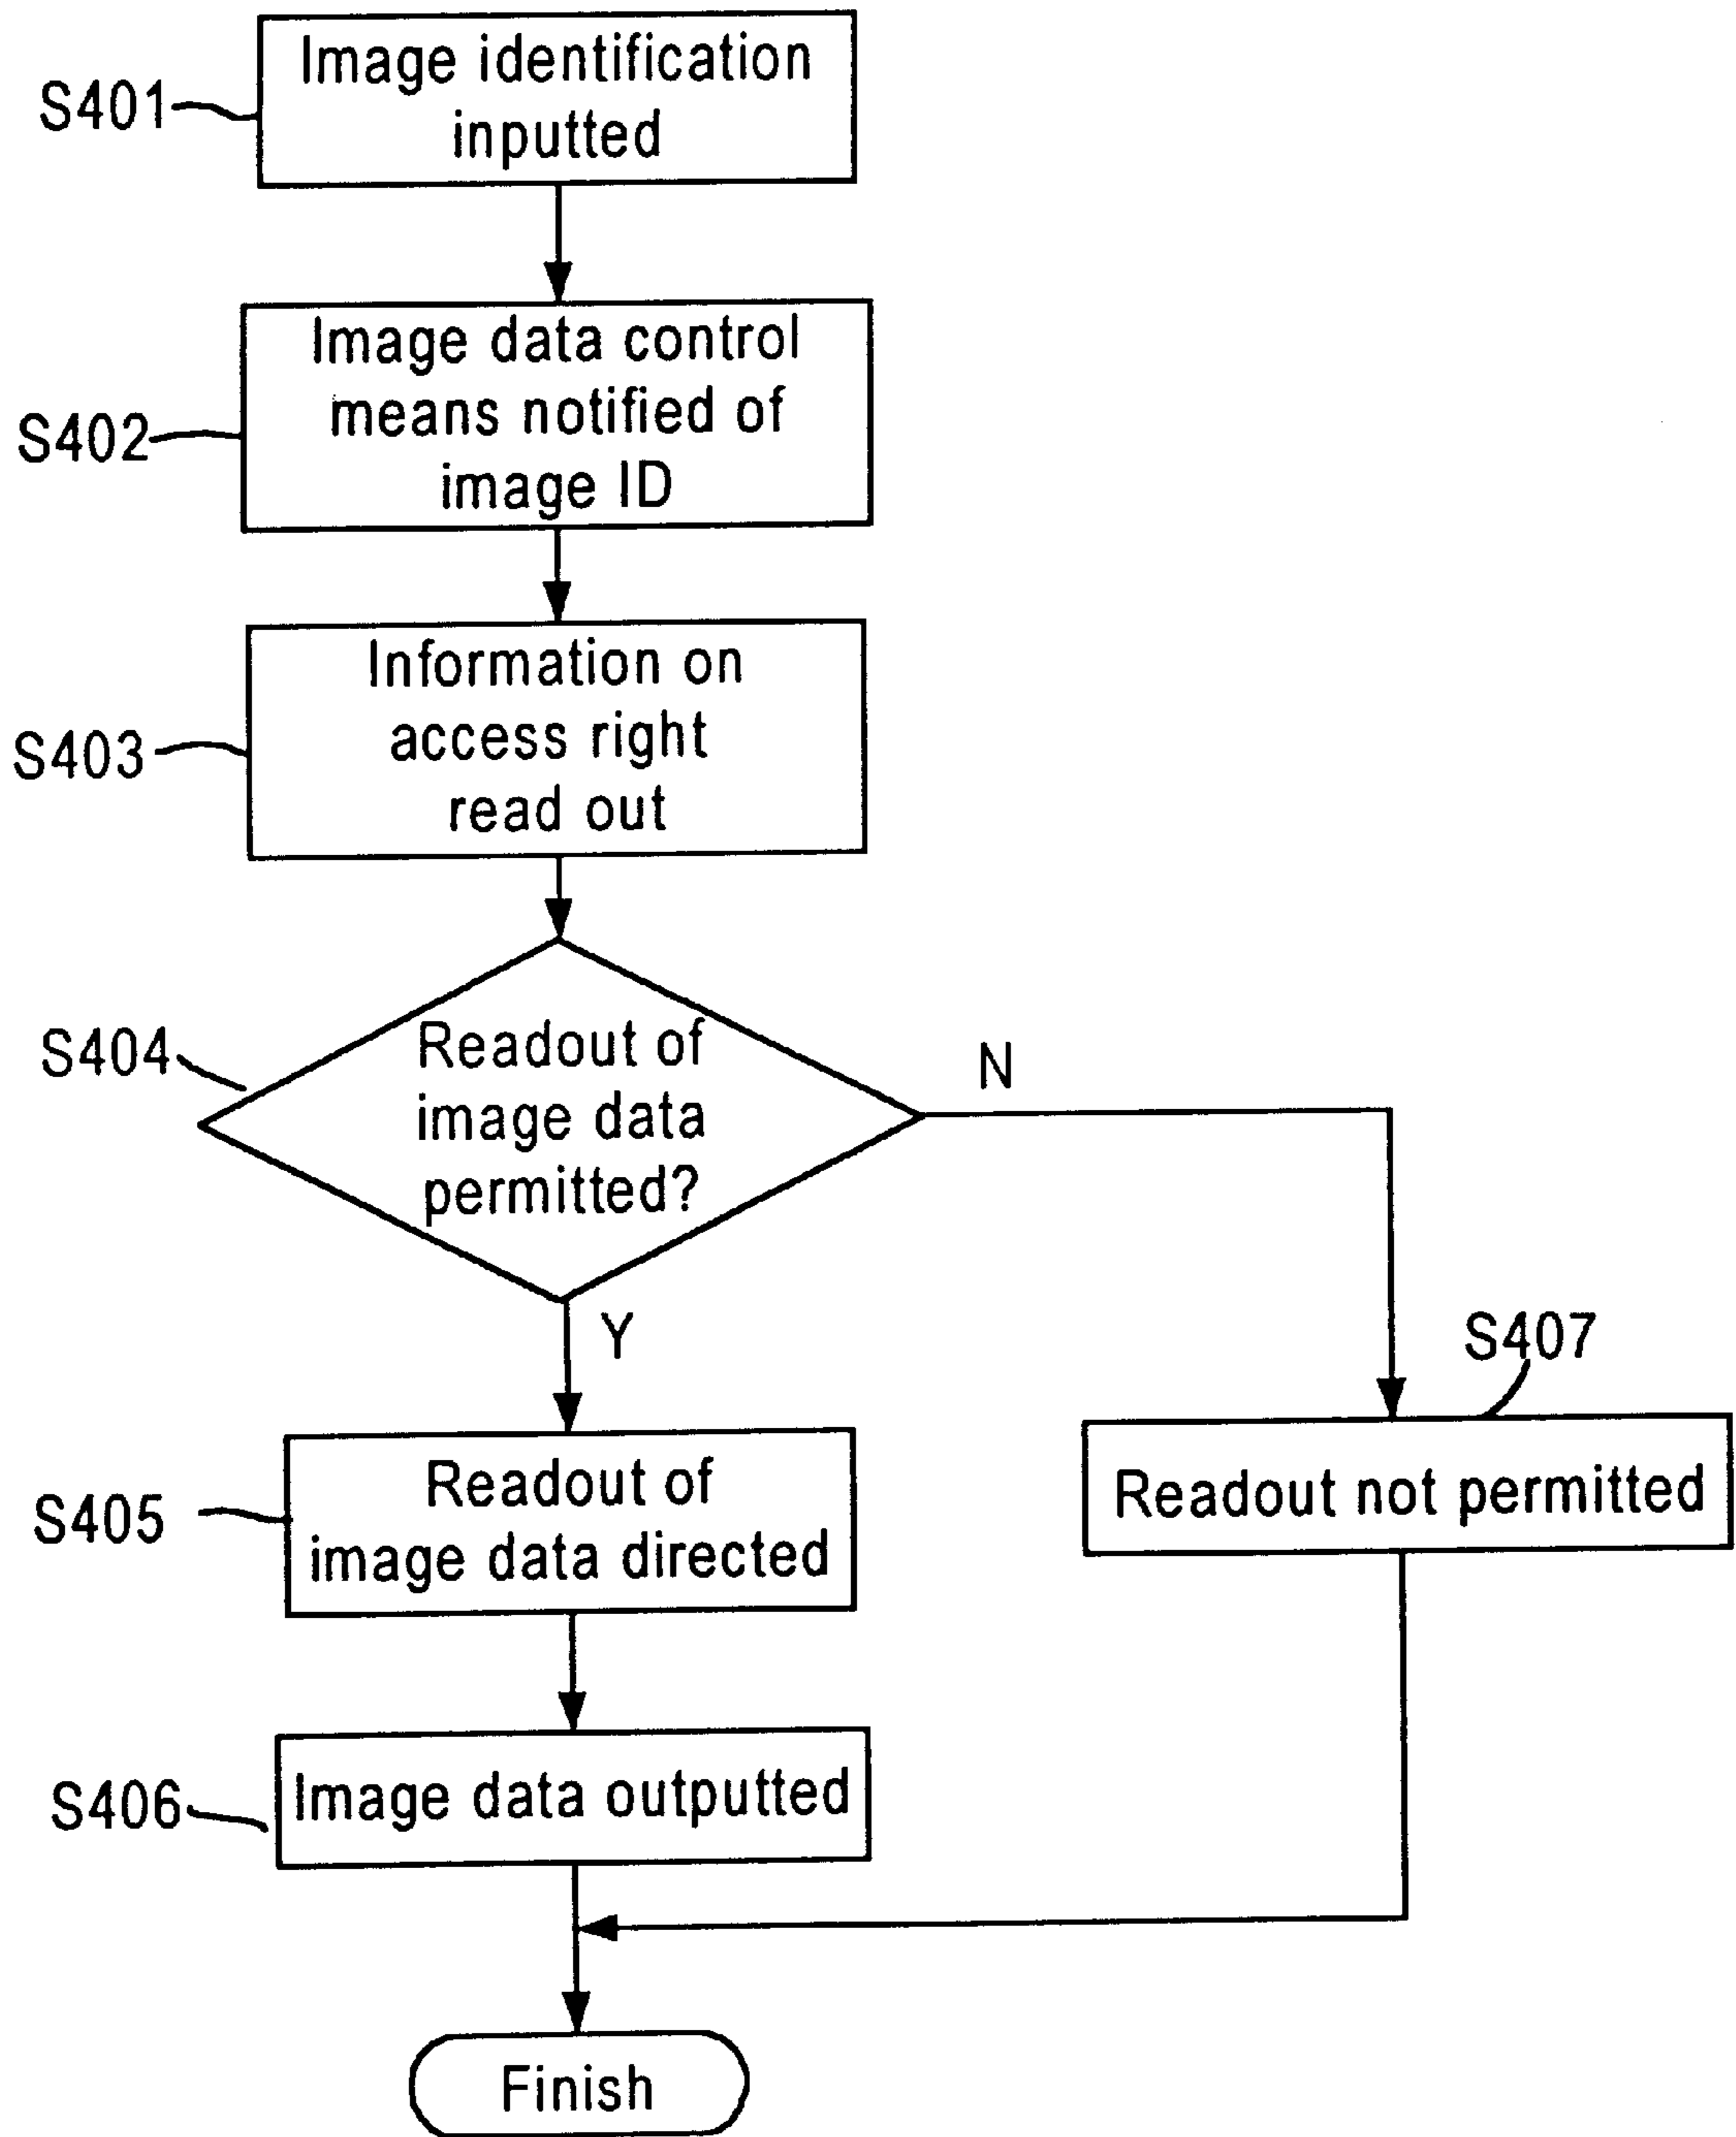 S401
Image identification
inputted
S402
Image data control
means notified of
image ID
S403
Information on
access right
read out
S404
Readout of
image data
permitted?
N
Y
S407
Readout not permitted
S405
Readout of
image data directed
S406
Image data outputted
Finish